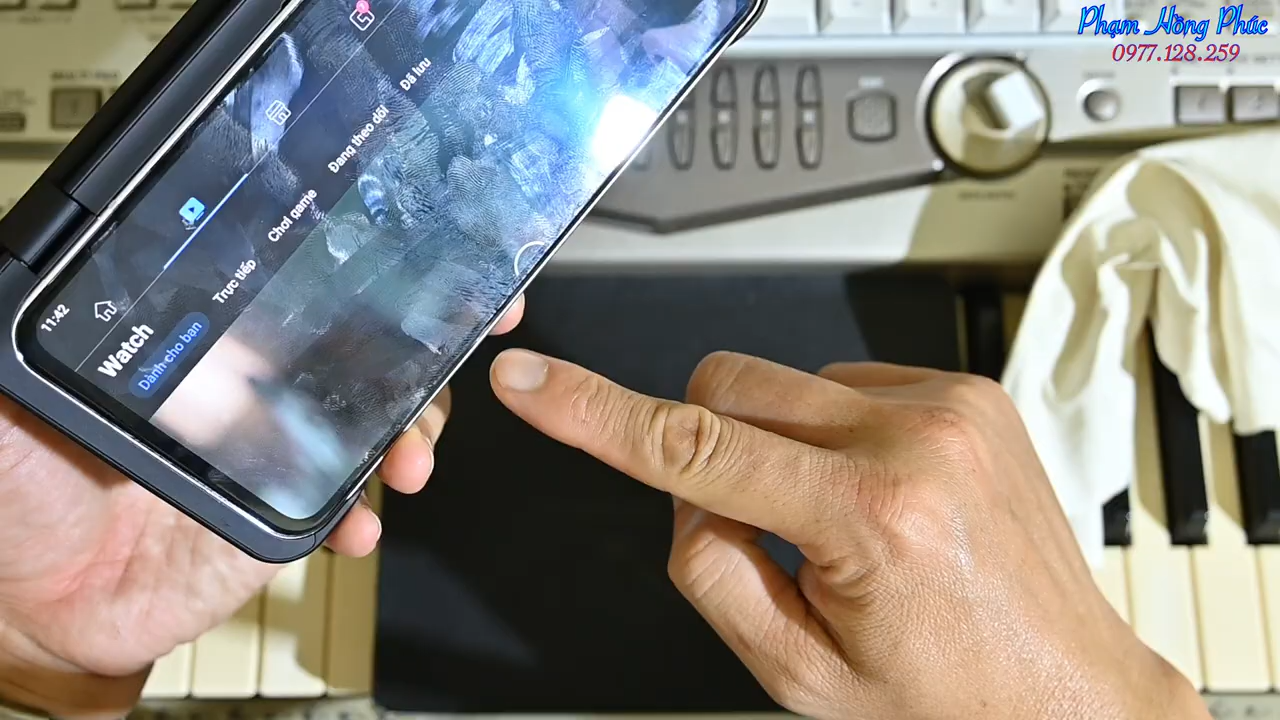 Phạm Hồng Phúc
0977.128.259
11:42
Watch
Dành cho bạn
Trực tiếp
Chơi game
Đang theo dõi
Đã lưu